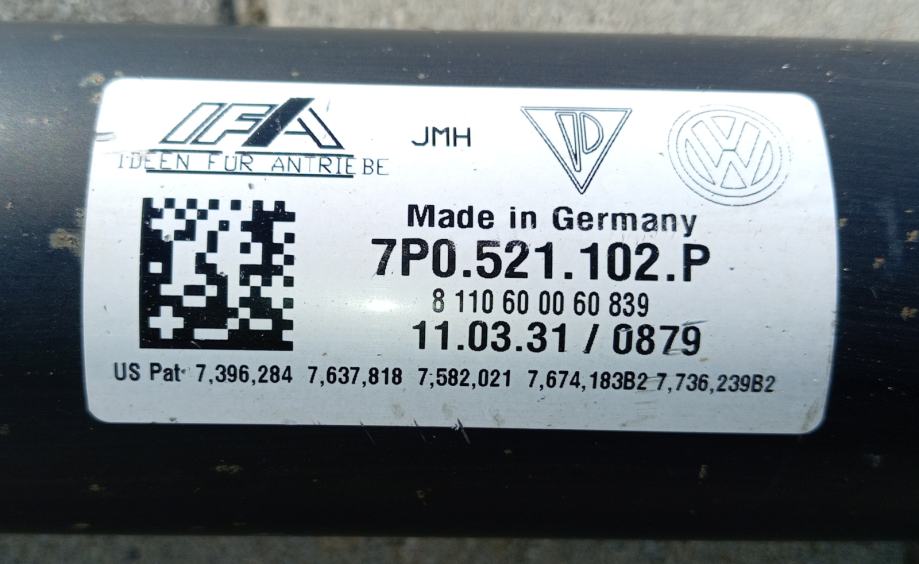 IFA
IDEEN FÜR ANTRIEBE
JMH
VW
Made in Germany
7P0.521.102.P
8 110 60 00 60 839
11.03.31 / 0879
US Pat 7,396,284 7,637,818 7,582,021 7,674,183B2 7,736,239B2